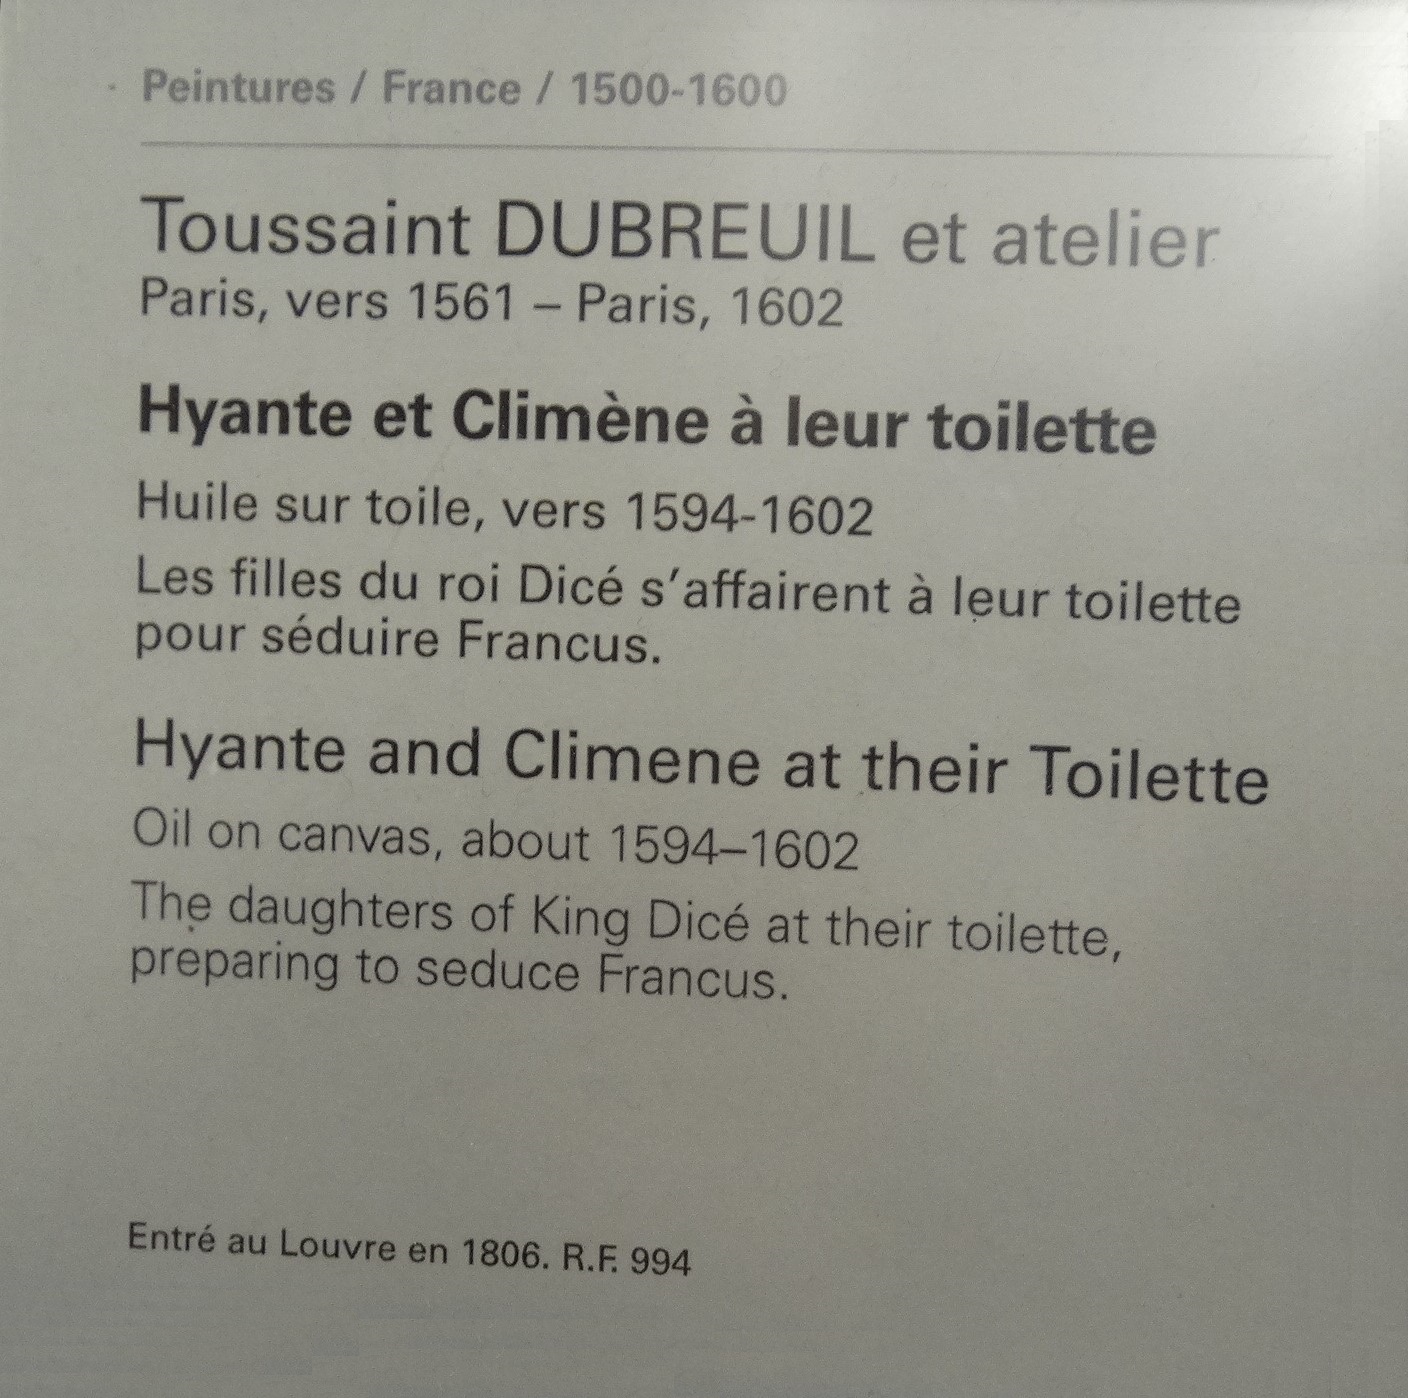 Peintures / France / 1500-1600
Toussaint DUBREUIL et atelier
Paris, vers 1561 – Paris, 1602
Hyante et Climène à leur toilette
Huile sur toile, vers 1594-1602
Les filles du roi Dicé s’affairent à leur toilette
pour séduire Francus.
Hyante and Climene at their Toilette
Oil on canvas, about 1594–1602
The daughters of King Dicé at their toilette,
preparing to seduce Francus.
Entré au Louvre en 1806. R.F. 994